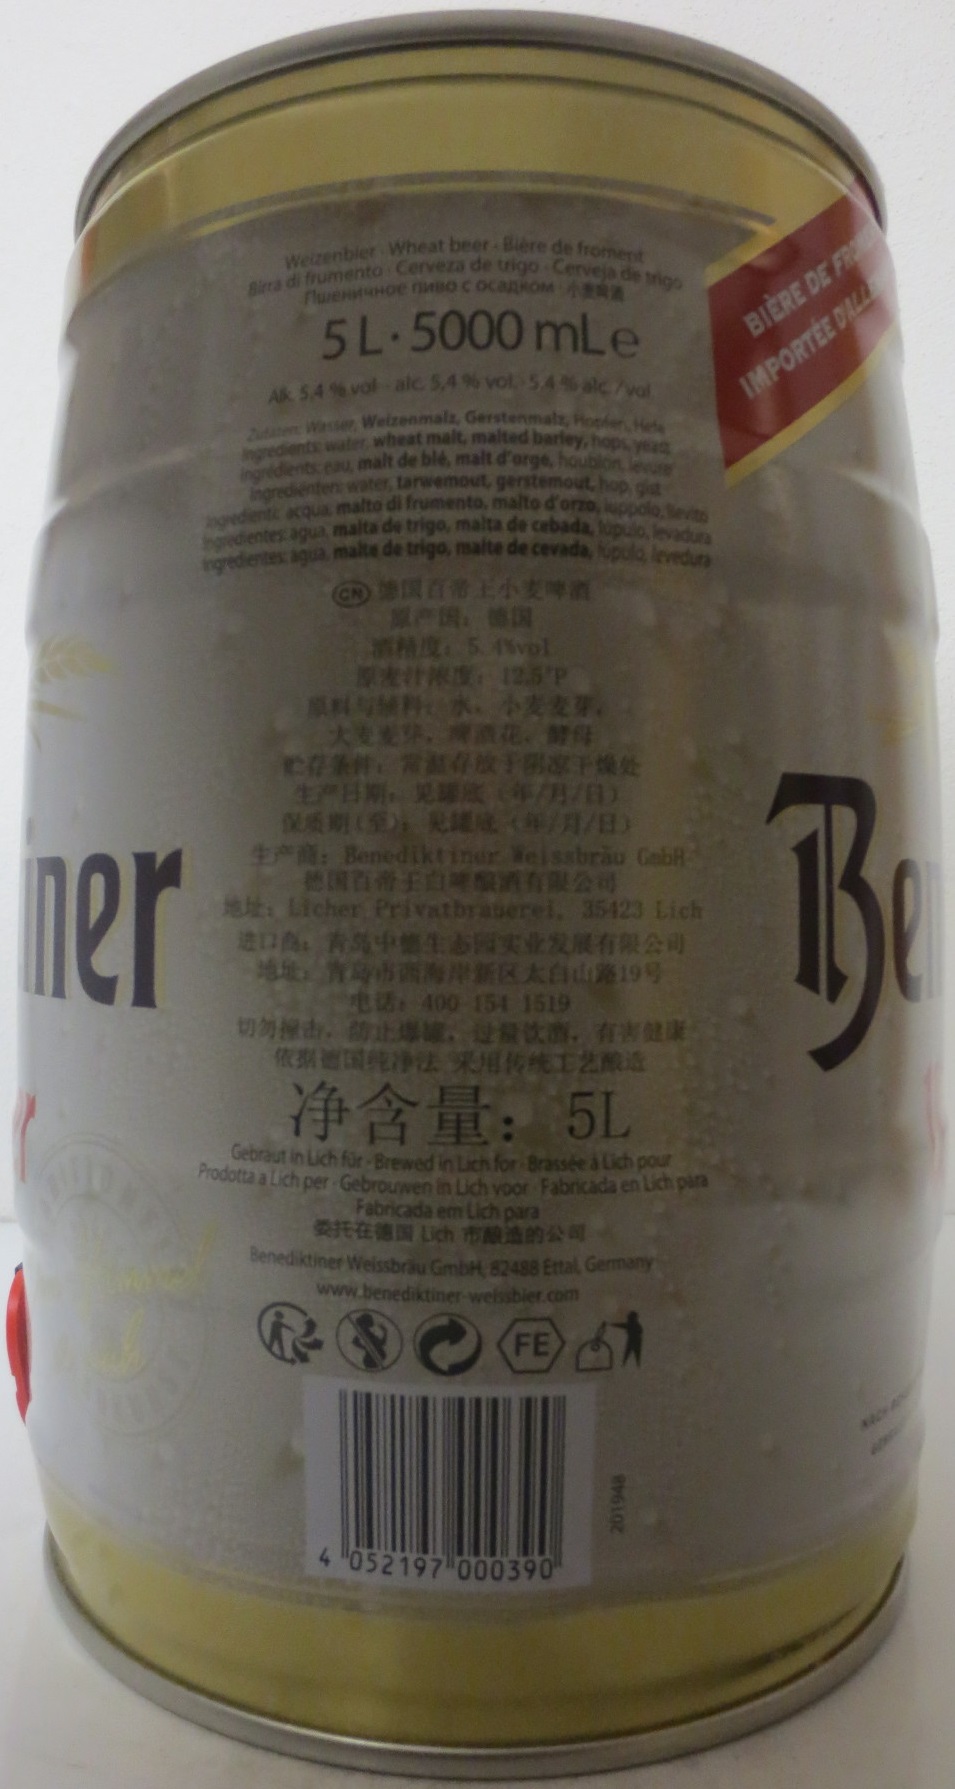 Weizenbier · Wheat beer · Bière de froment
Birra di frumento · Cerveza de trigo · Cerveja de trigo
Пшеничное пиво с осадком · 小麦啤酒
5 L · 5000 mL e
Alk. 5,4 % vol · alc. 5,4 % vol. · 5,4 % alc. / vol
Zutaten: Wasser, Weizenmalz, Gerstenmalz, Hopfen, Hefe
Ingredients: water, wheat malt, malted barley, hops, yeast
Ingrédients: eau, malt de blé, malt d'orge, houblon, levure
Ingrediënten: water, tarwemout, gerstemout, hop, gist
Ingredienti: acqua, malto di frumento, malto d'orzo, luppolo, lievito
Ingredientes: agua, malta de trigo, malta de cebada, lúpulo, levadura
Ingredientes: água, malte de trigo, malte de cevada, lúpulo, levedura
CN 德国百帝王小麦啤酒
原产国：德国
酒精度：5.4%vol
原麦汁浓度：12.5°P
原料与辅料：水、小麦麦芽、
大麦麦芽、啤酒花、酵母
贮存条件：常温存放于阴凉干燥处
生产日期：见罐底（年/月/日）
保质期(至)：见罐底（年/月/日）
生产商：Benediktiner Weissbräu GmbH
德国百帝王白啤酿酒有限公司
地址：Licher Privatbrauerei, 35423 Lich
进口商：青岛中德生态园实业发展有限公司
地址：青岛市西海岸新区太白山路19号
电话：400 154 1519
切勿撞击，防止爆罐，过量饮酒，有害健康
依据德国纯净法 采用传统工艺酿造
净含量：5L
Gebraut in Lich für · Brewed in Lich for · Brassée à Lich pour
Prodotta a Lich per · Gebrouwen in Lich voor · Fabricada en Lich para
Fabricada em Lich para
委托在德国 Lich 市酿造的公司
Benediktiner Weissbräu GmbH, 82488 Ettal, Germany
www.benediktiner-weissbier.com
FE
201948
4 052197 000390
BIÈRE DE FRO
IMPORTÉE D'ALLE
iner
Ben
r
NACH